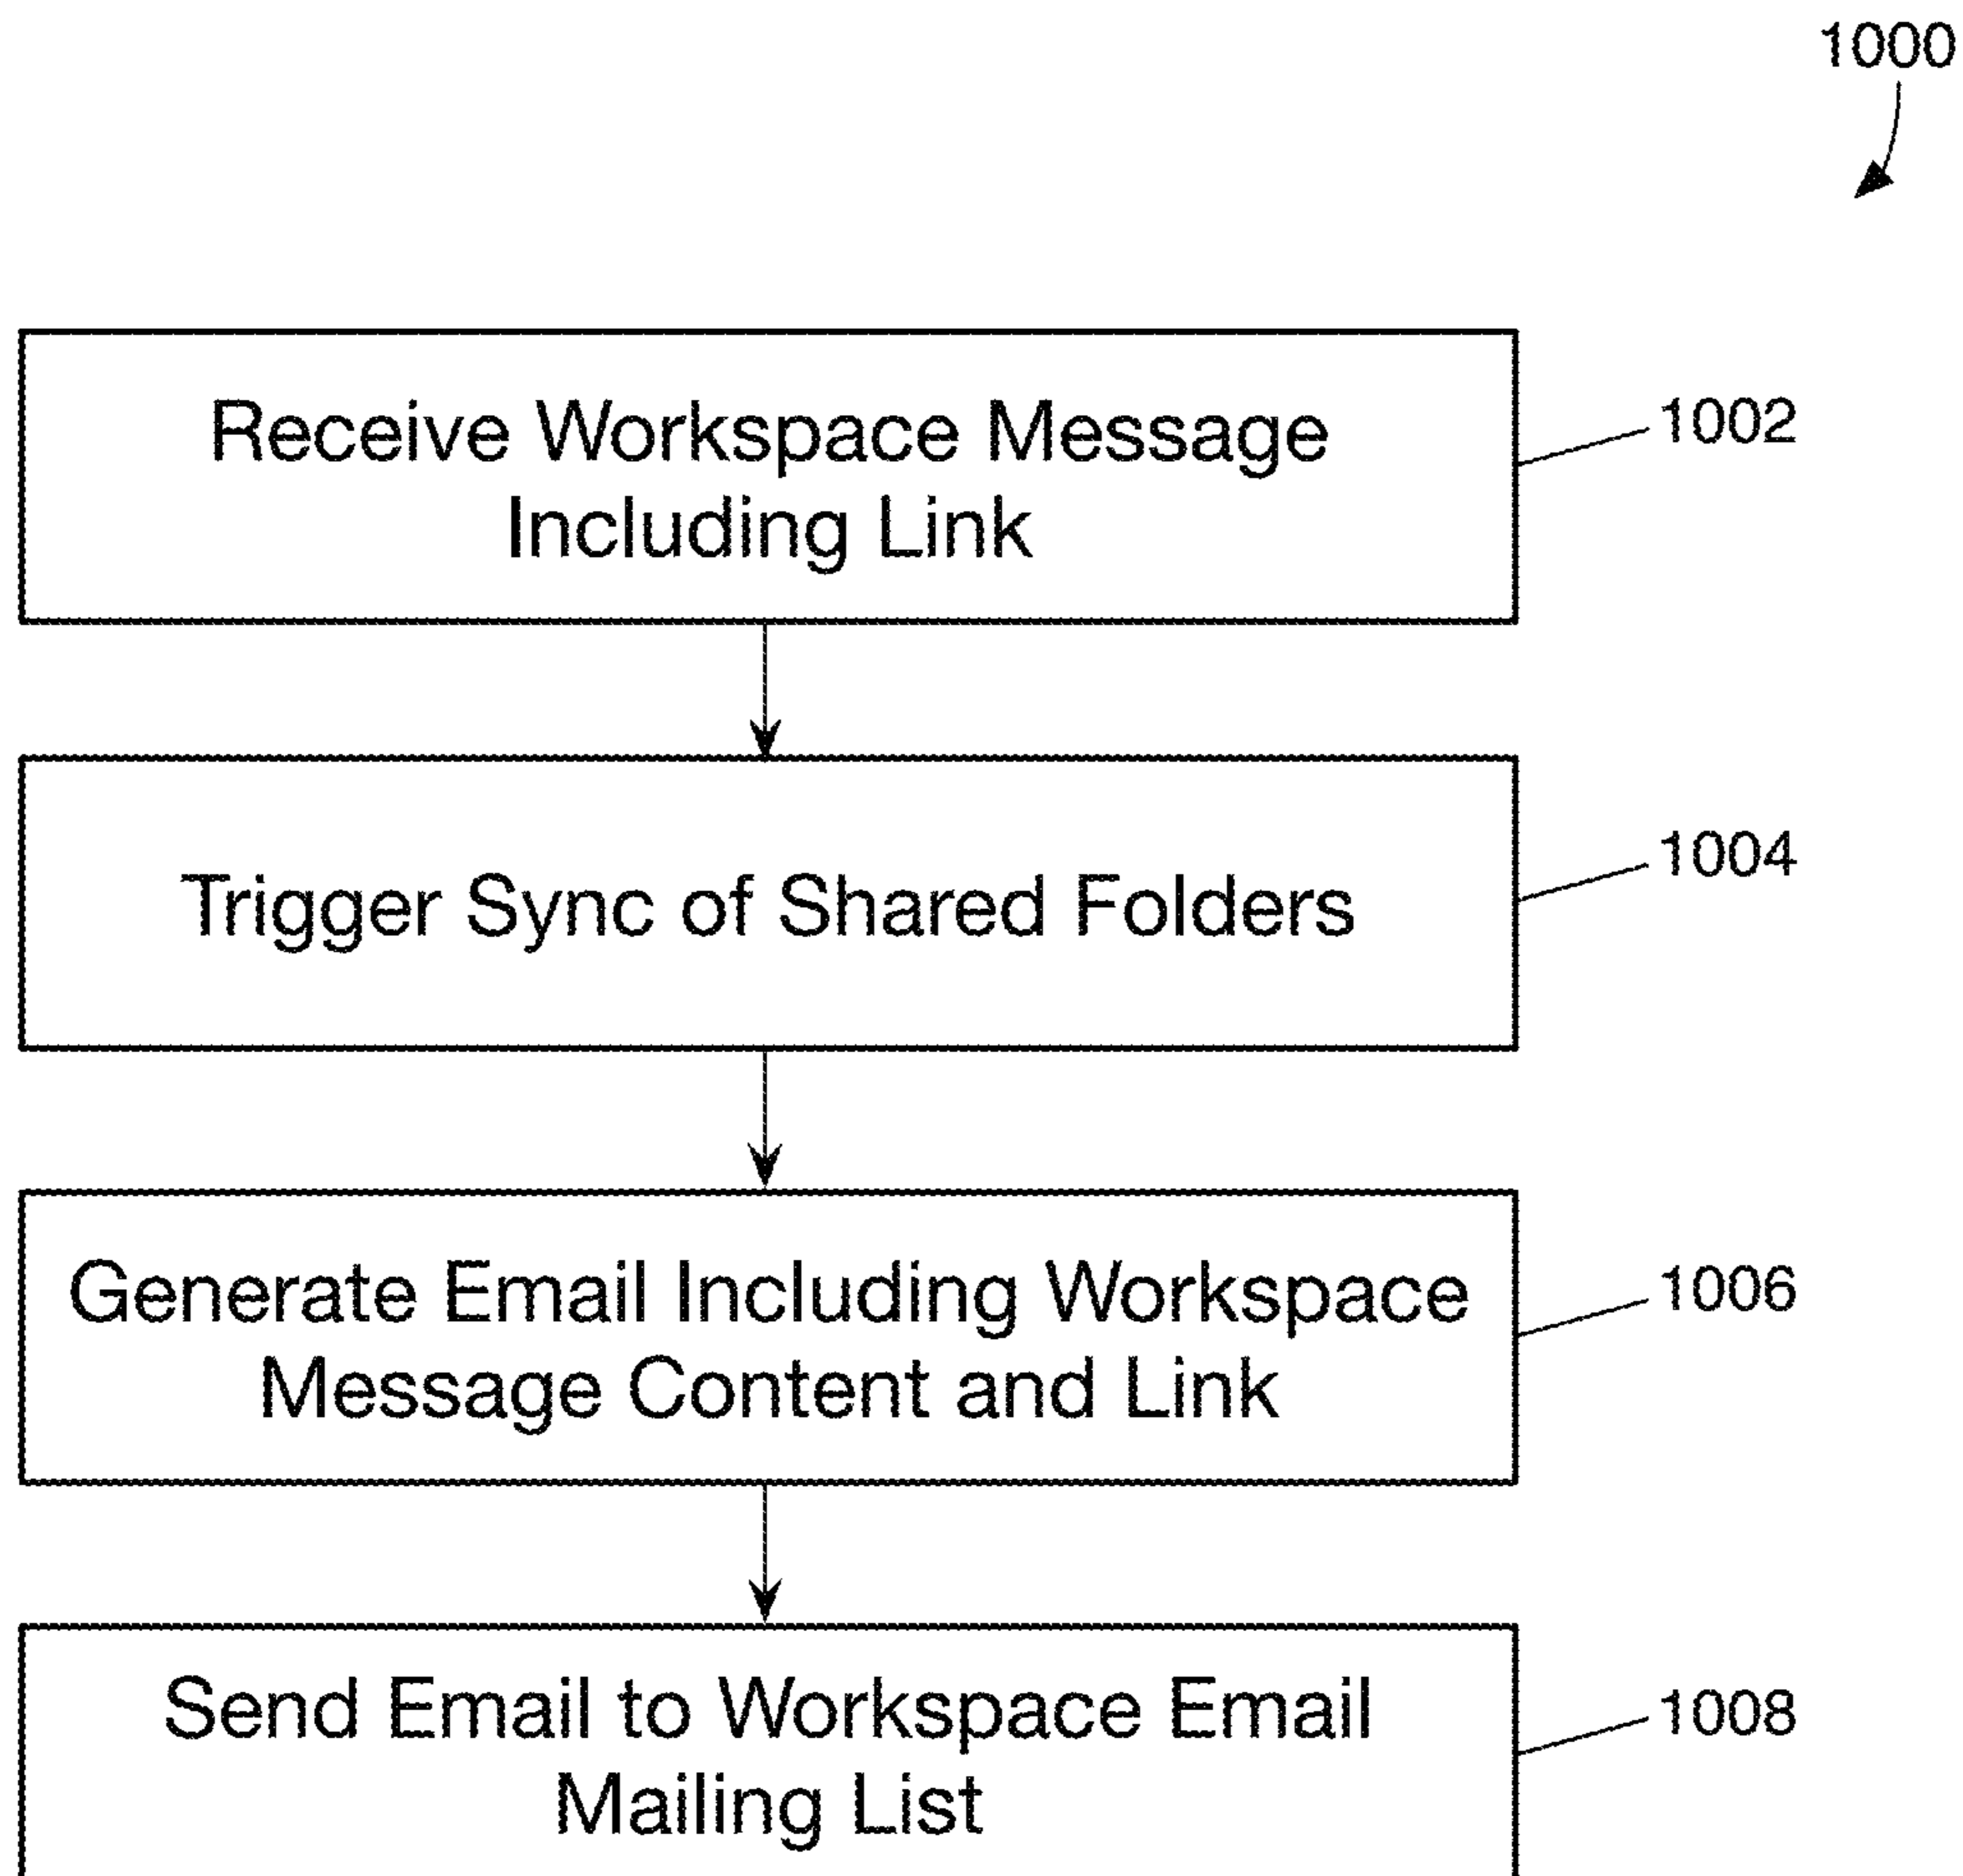 1000
Receive Workspace Message
Including Link
1002
Trigger Sync of Shared Folders
1004
Generate Email Including Workspace
Message Content and Link
1006
Send Email to Workspace Email
Mailing List
1008